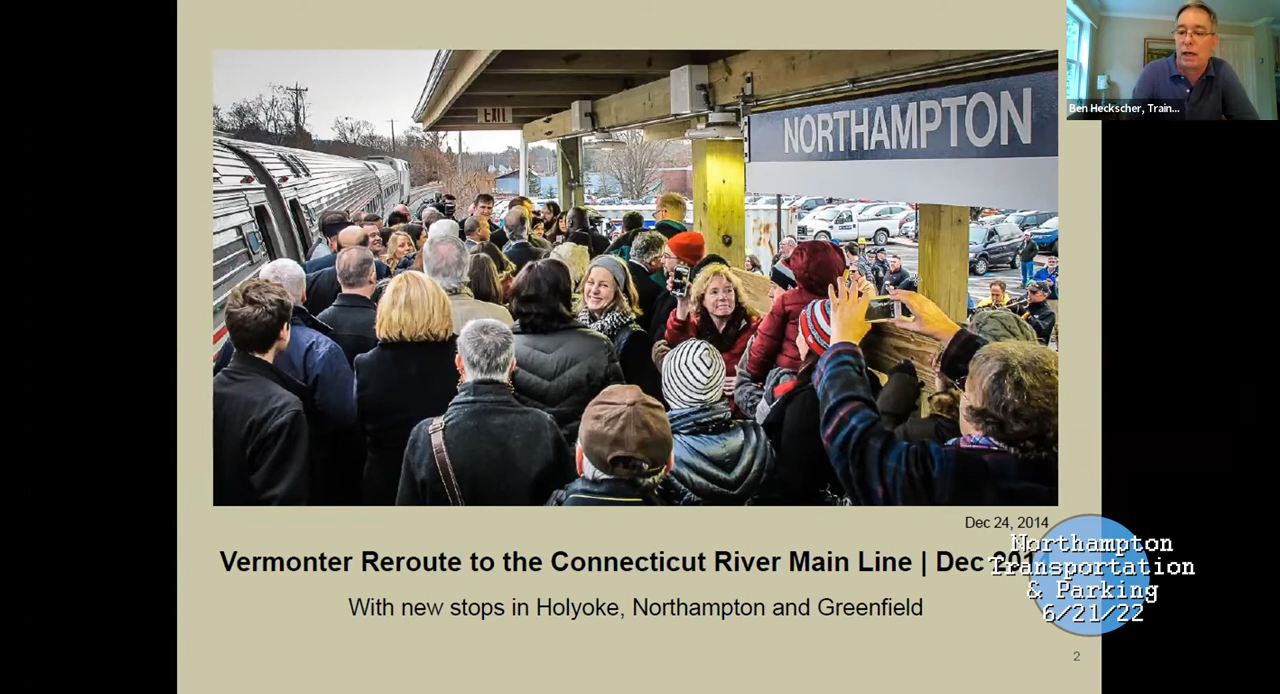 EXIT
NORTHAMPTON
Ben Heckscher, Train...
Dec 24, 2014
Vermonter Reroute to the Connecticut River Main Line | Dec
With new stops in Holyoke, Northampton and Greenfield
Northampton
Transportation
& Parking
6/21/22
2